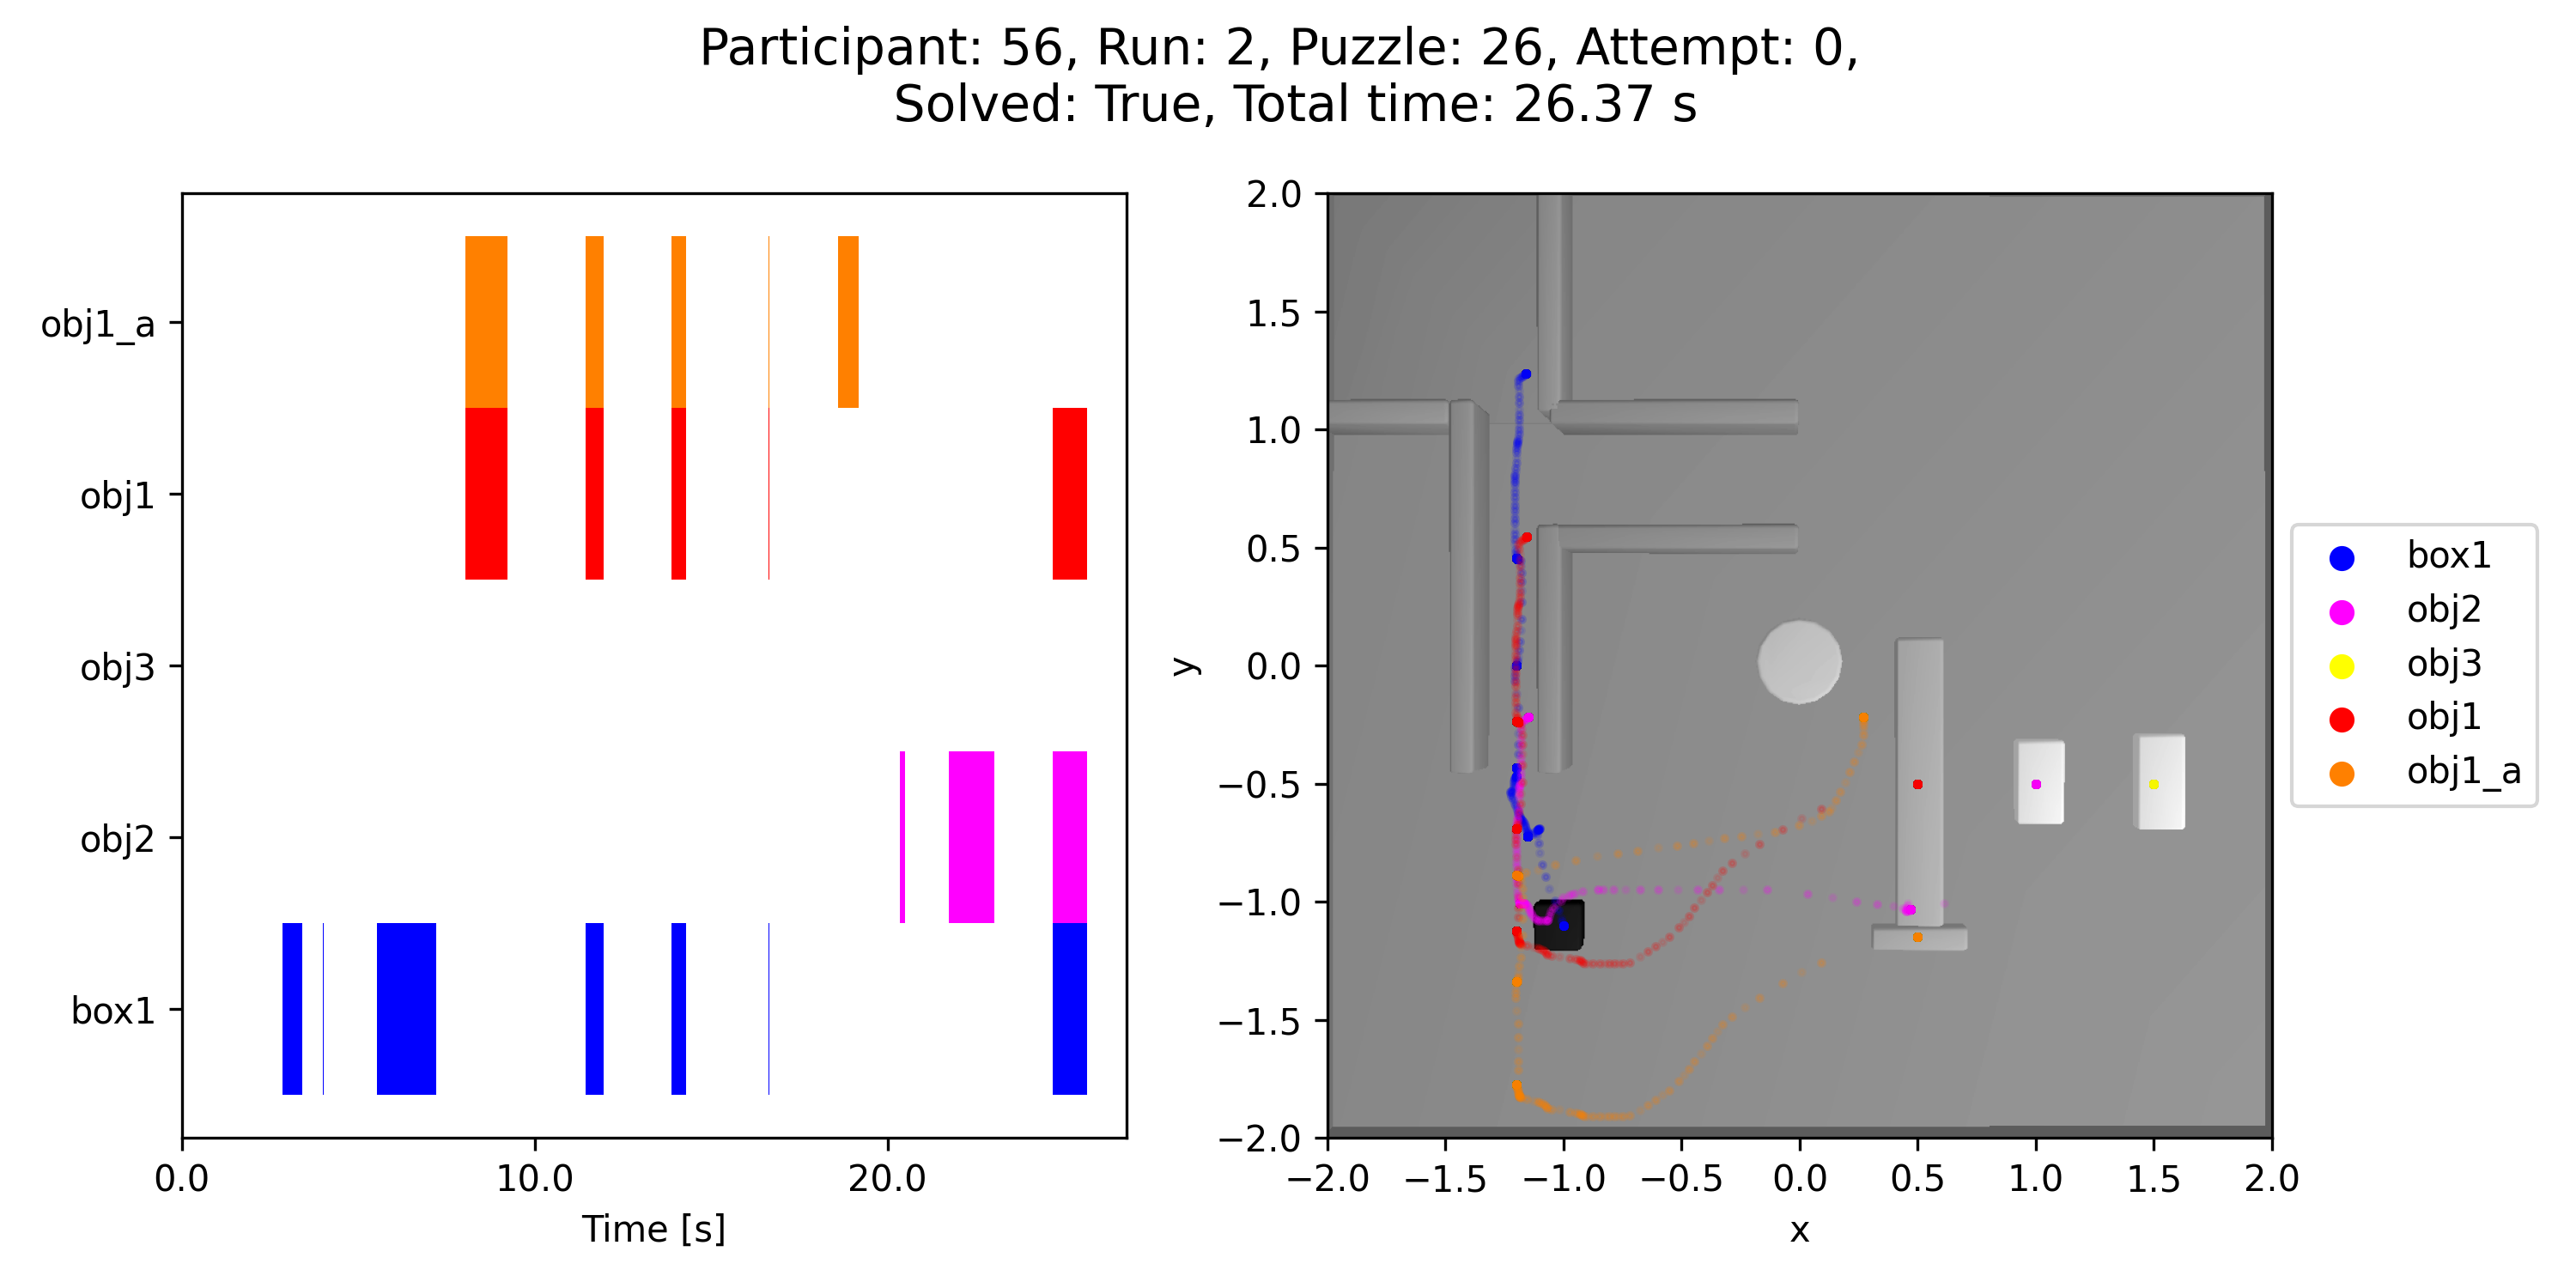 Participant: 56, Run: 2, Puzzle: 26, Attempt: 0,
Solved: True, Total time: 26.37 s
obj1_a
obj1
obj3
obj2
box1
0.0
10.0
20.0
Time [s]
2.0
1.5
1.0
0.5
0.0
−0.5
−1.0
−1.5
−2.0
y
−2.0
−1.5
−1.0
−0.5
0.0
0.5
1.0
1.5
2.0
x
box1
obj2
obj3
obj1
obj1_a